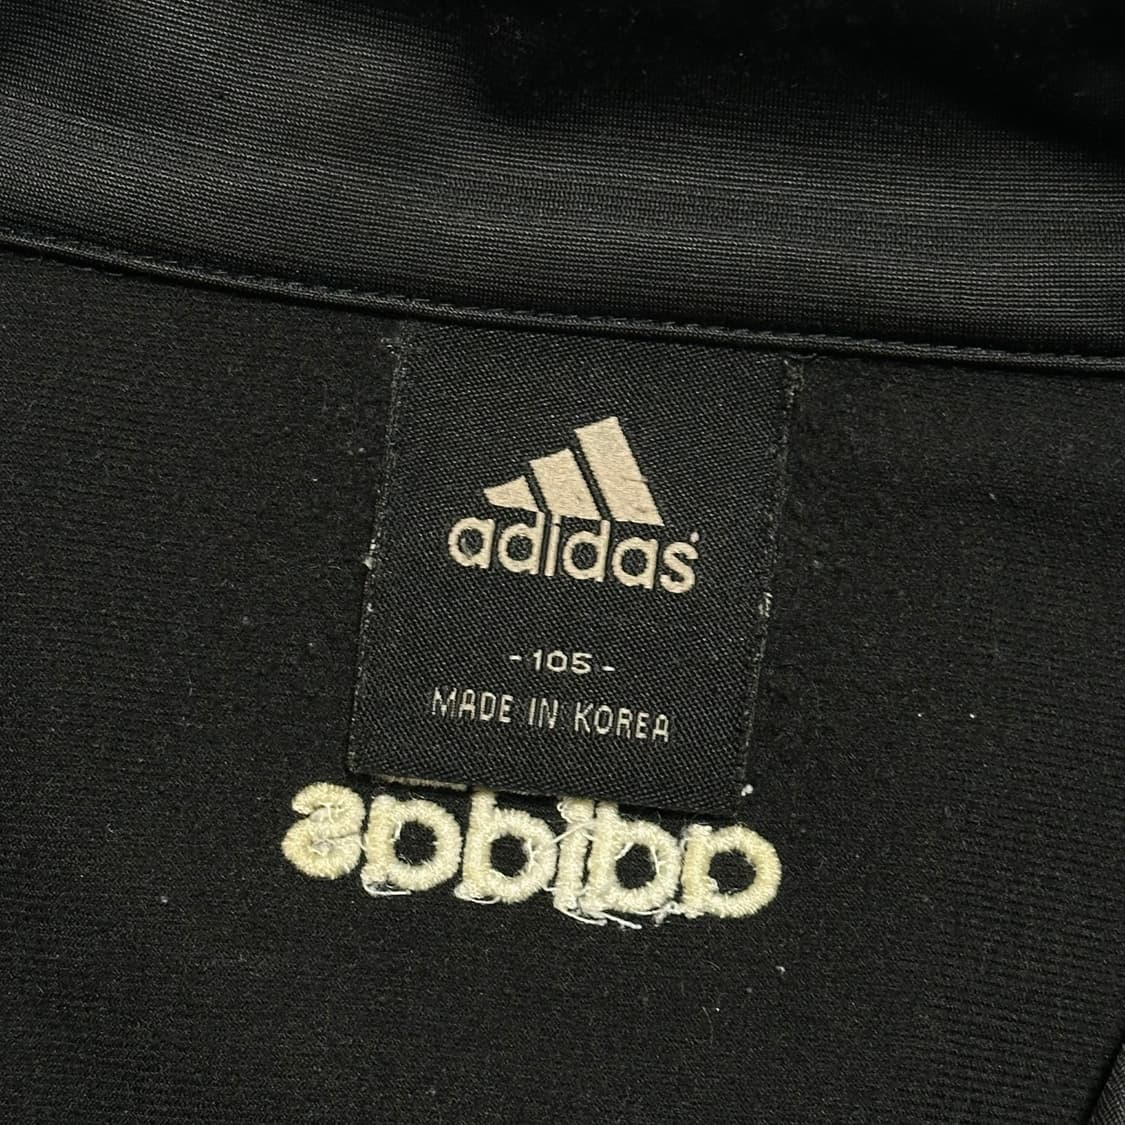 adidas
- 105 -
MADE IN KOREA
adidas